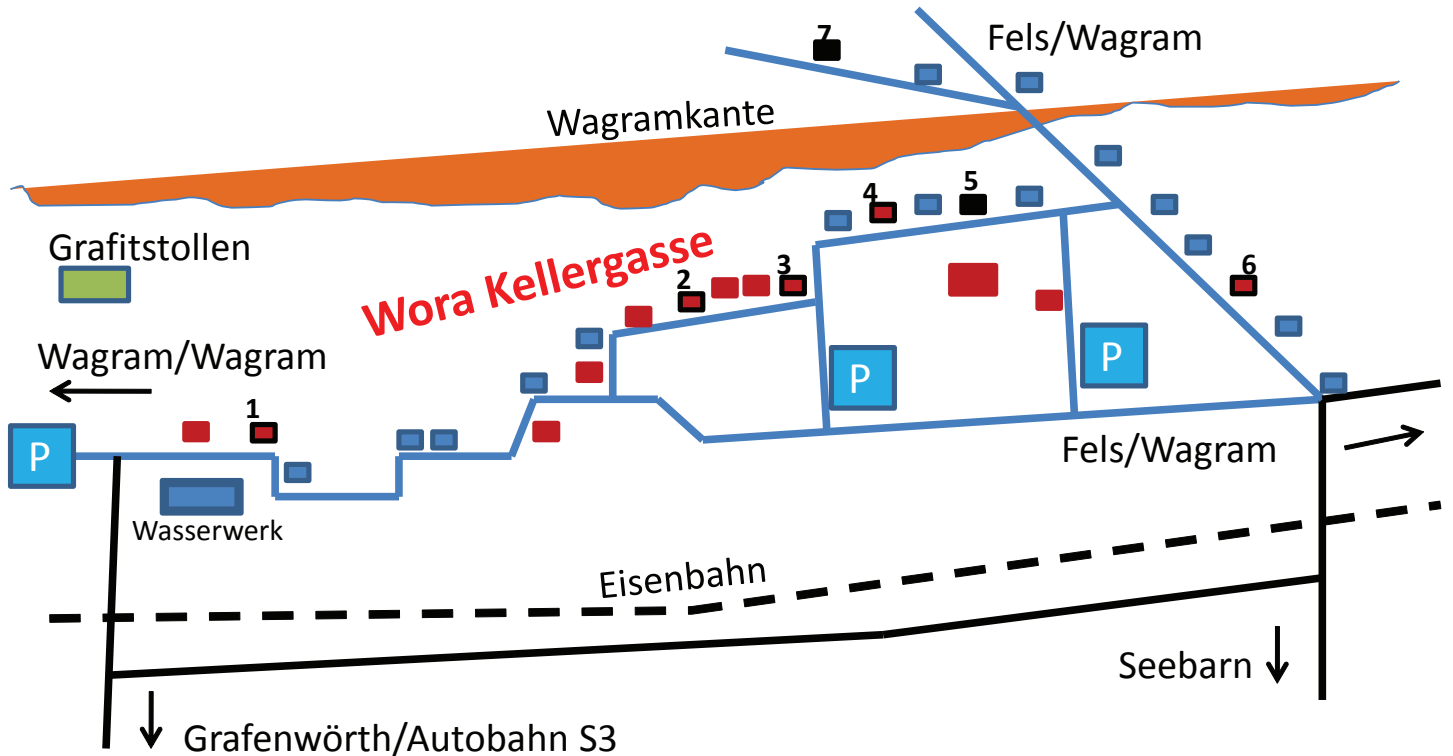 7
Fels/Wagram
Wagramkante
4
5
Grafitstollen
Wora Kellergasse
2
3
6
Wagram/Wagram
P
P
1
P
Fels/Wagram
Wasserwerk
Eisenbahn
Seebarn
Grafenwörth/Autobahn S3